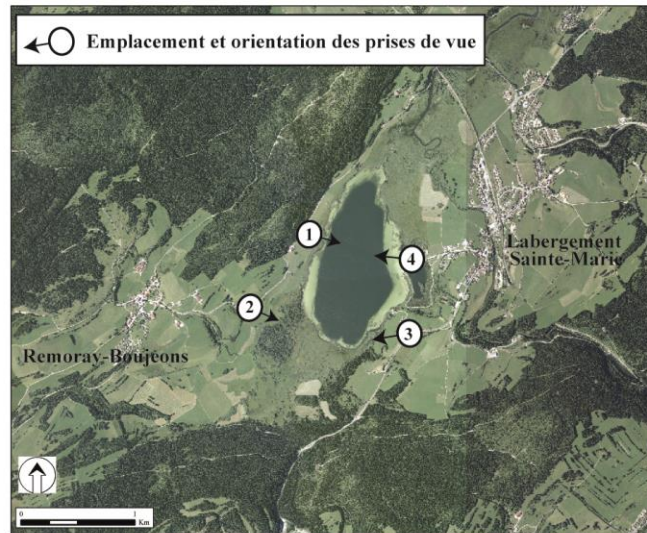 Emplacement et orientation des prises de vue
Labergement
Sainte-Marie
1
4
2
3
Remoray-Boujeons
0 1
Km